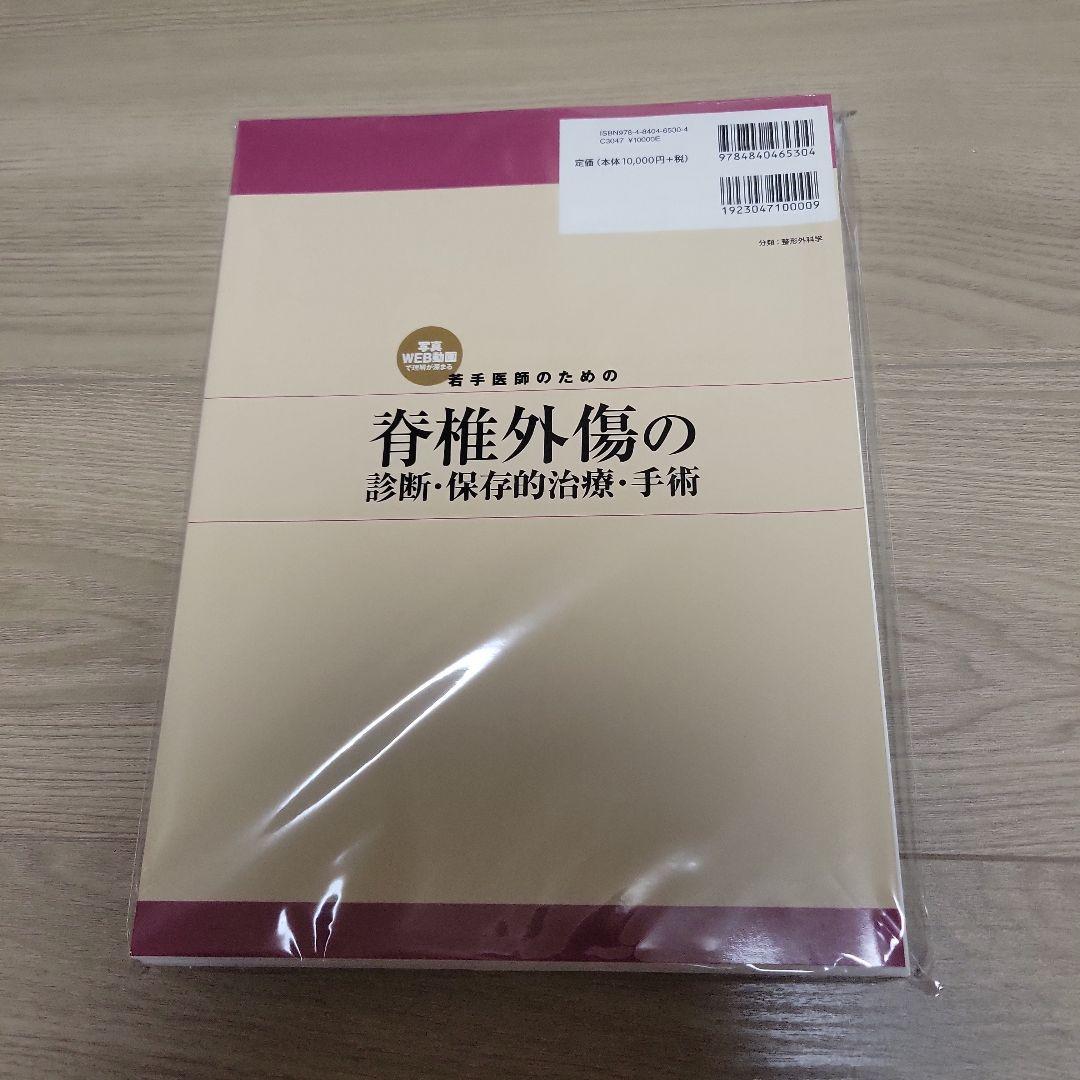 ISBN978-4-8404-6530-4
C3047 ¥10000E
定価(本体10,000円+税)
9784840465304
1923047100009
分類:整形外科学
写真
WEB動画
で理解が深まる
若手医師のための
脊椎外傷の
診断・保存的治療・手術